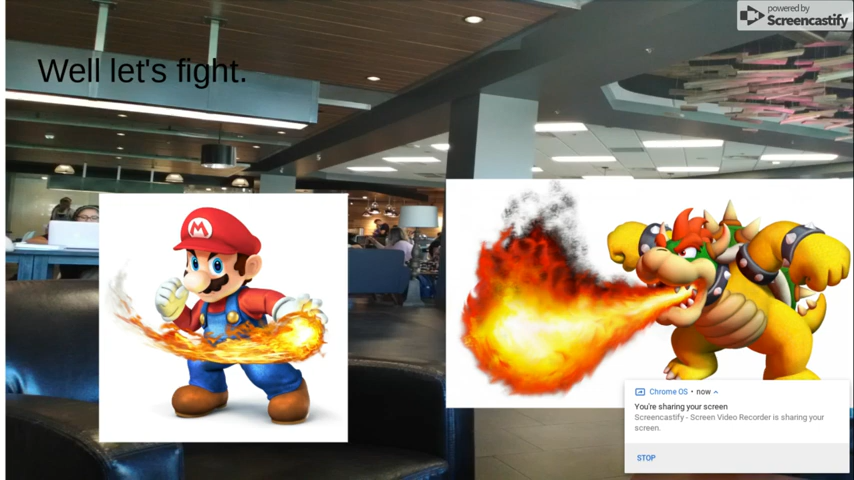 powered by
Screencastify
Well let's fight.
M
Chrome OS • now
You're sharing your screen
Screencastify - Screen Video Recorder is sharing your
screen.
STOP